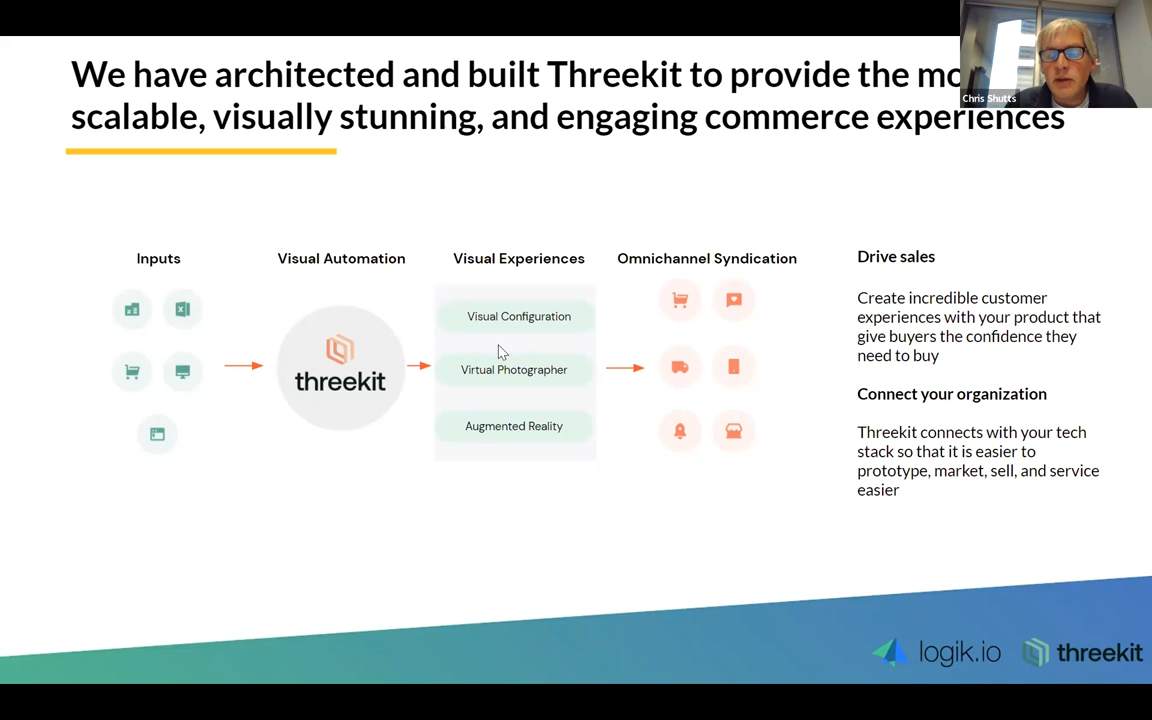 We have architected and built Threekit to provide the
scalable, visually stunning, and engaging commerce experiences
Chris Shutts
Inputs
Visual Automation
Visual Experiences
Omnichannel Syndication
threekit
Visual Configuration
Virtual Photographer
Augmented Reality
Drive sales
Create incredible customer
experiences with your product that
give buyers the confidence they
need to buy
Connect your organization
Threekit connects with your tech
stack so that it is easier to
prototype, market, sell, and service
easier
logik.io
threekit